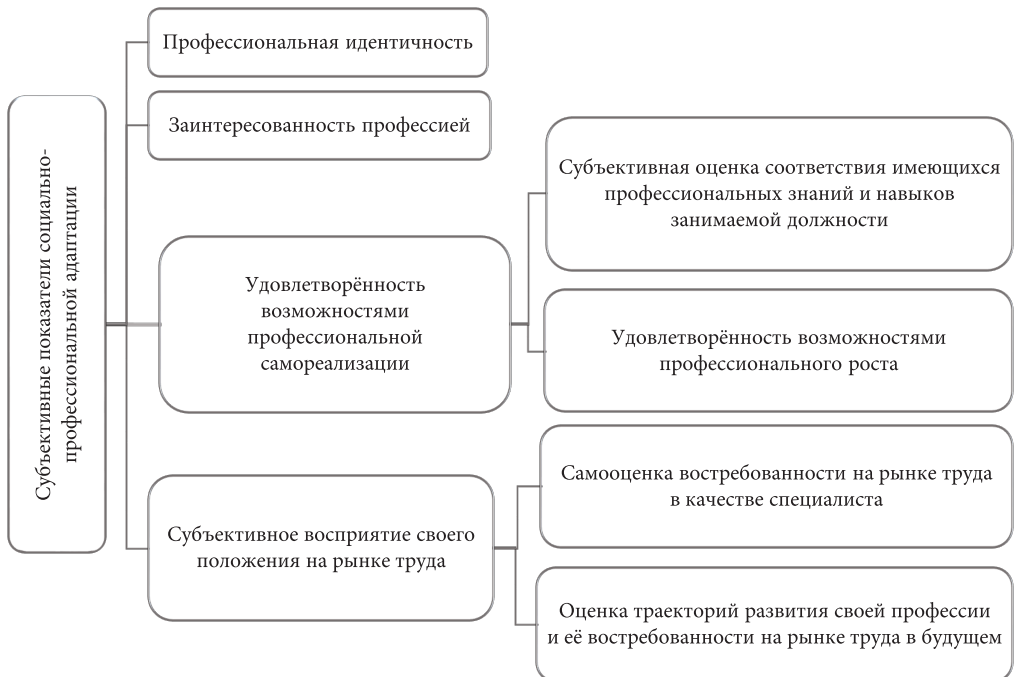 Субъективные показатели социально-
профессиональной адаптации
Профессиональная идентичность
Заинтересованность профессией
Удовлетворённость
возможностями
профессиональной
самореализации
Субъективная оценка соответствия имеющихся
профессиональных знаний и навыков
занимаемой должности
Удовлетворённость возможностями
профессионального роста
Субъективное восприятие своего
положения на рынке труда
Самооценка востребованности на рынке труда
в качестве специалиста
Оценка траекторий развития своей профессии
и её востребованности на рынке труда в будущем